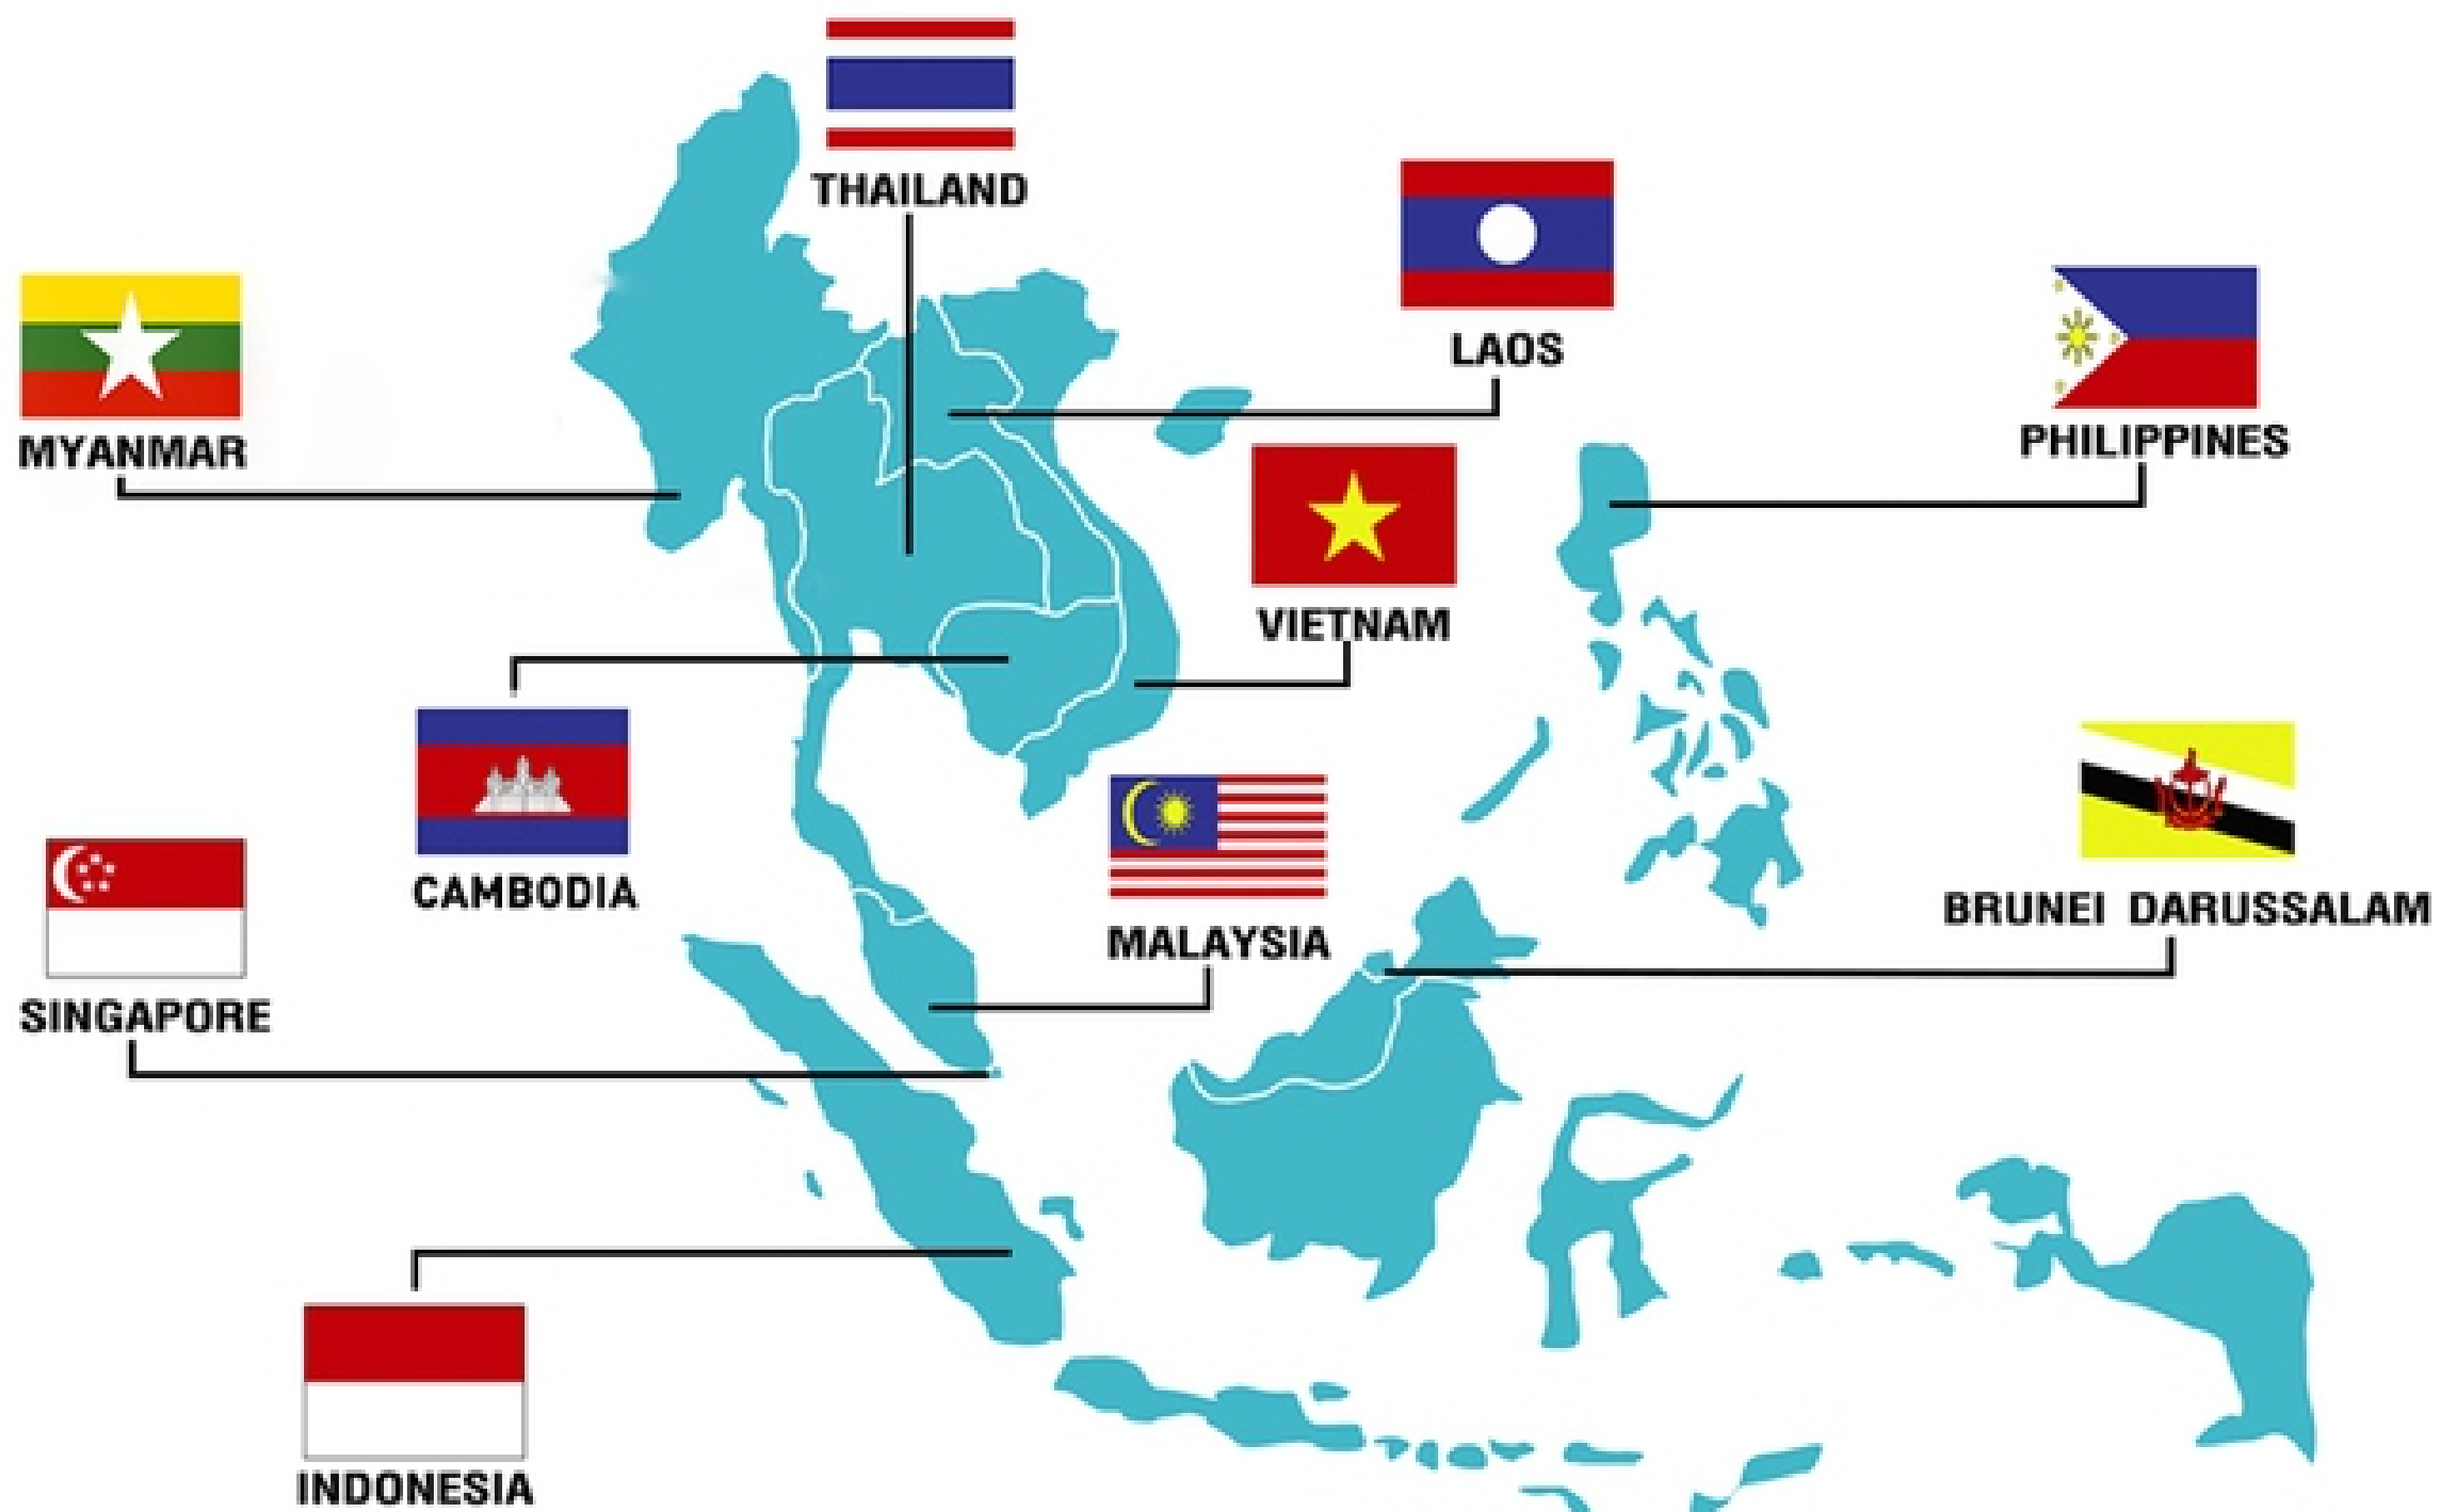 THAILAND
LAOS
MYANMAR
PHILIPPINES
VIETNAM
CAMBODIA
MALAYSIA
BRUNEI DARUSSALAM
SINGAPORE
INDONESIA